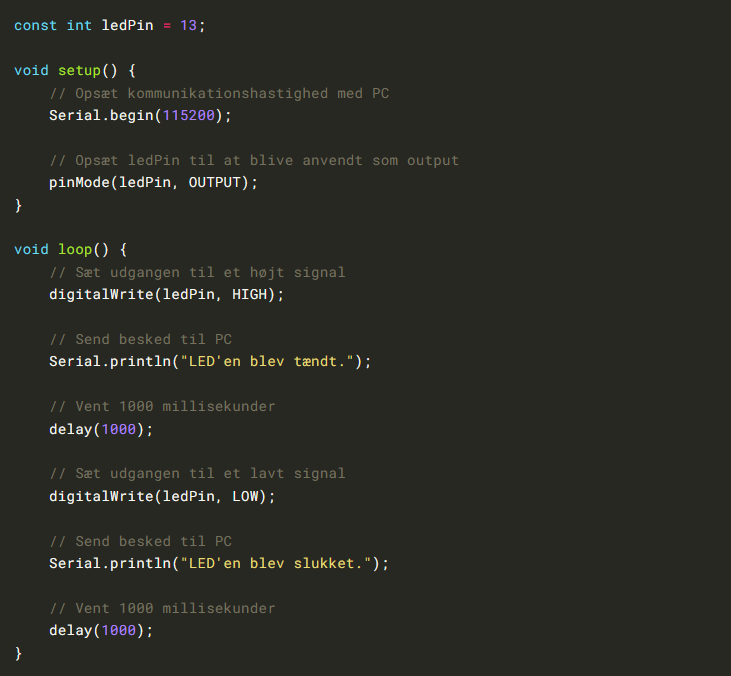 const int ledPin = 13;
void setup() {
// Opsæt kommunikationshastighed med PC
Serial.begin(115200);
// Opsæt ledPin til at blive anvendt som output
pinMode(ledPin, OUTPUT);
}
void loop() {
// Sæt udgangen til et højt signal
digitalWrite(ledPin, HIGH);
// Send besked til PC
Serial.println("LED'en blev tændt.");
// Vent 1000 millisekunder
delay(1000);
// Sæt udgangen til et lavt signal
digitalWrite(ledPin, LOW);
// Send besked til PC
Serial.println("LED'en blev slukket.");
// Vent 1000 millisekunder
delay(1000);
}